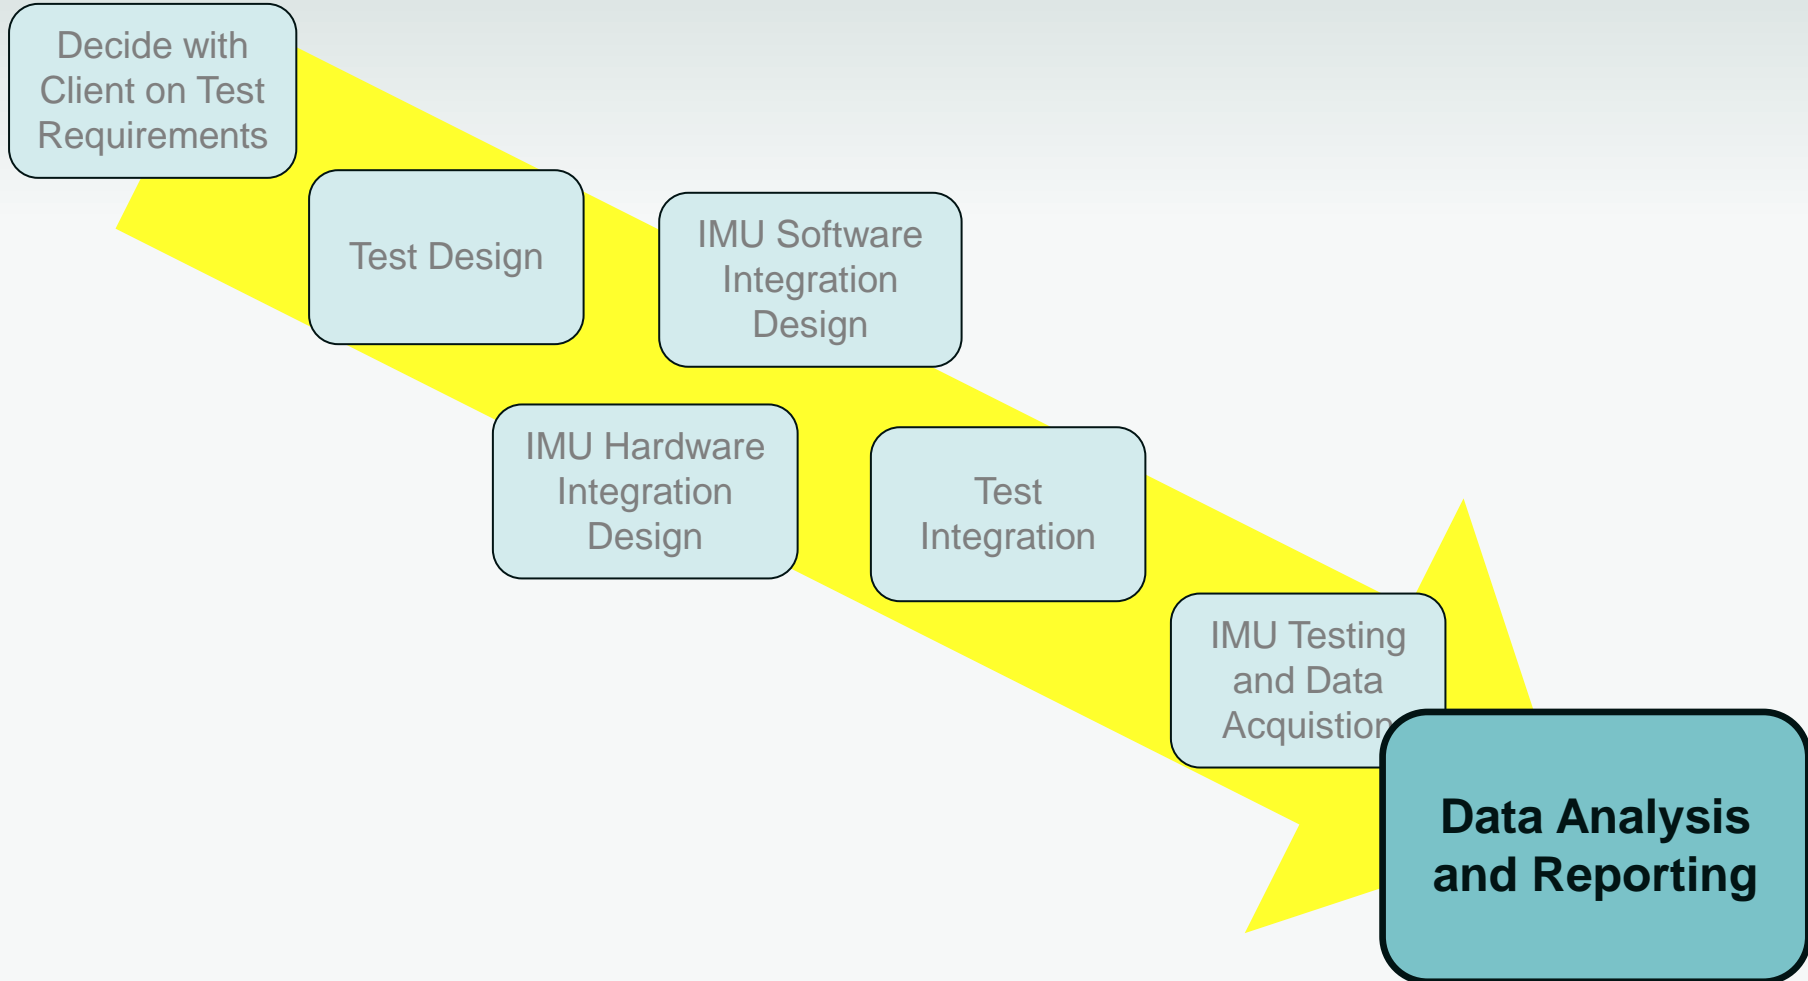 Decide with
Client on Test
Requirements
Test Design
IMU Software
Integration
Design
IMU Hardware
Integration
Design
Test
Integration
IMU Testing
and Data
Acquistion
Data Analysis
and Reporting